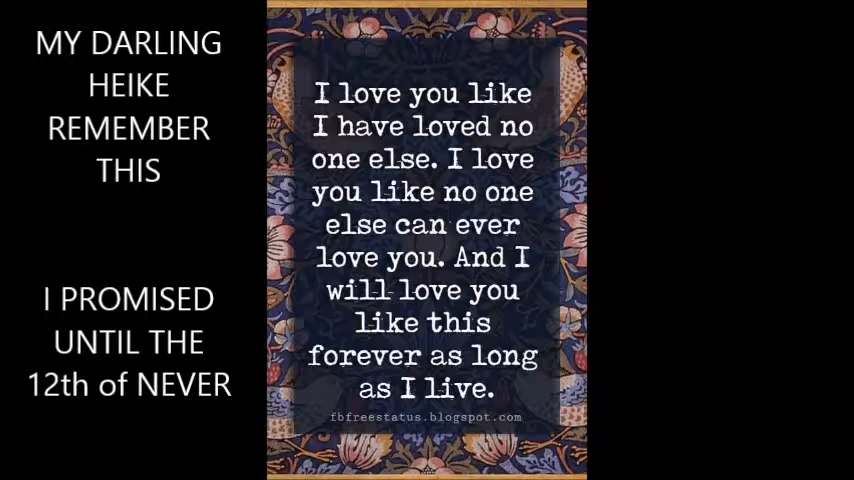 MY DARLING
HEIKE
REMEMBER
THIS
I PROMISED
UNTIL THE
12th of NEVER
I love you like
I have loved no
one else. I love
you like no one
else can ever
love you. And I
will love you
like this
forever as long
as I live.
fbfreestatus.blogspot.com